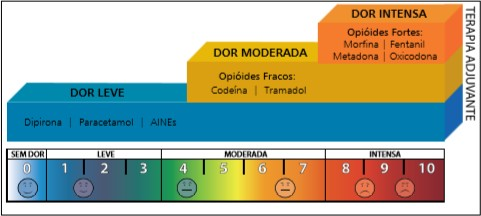 DOR INTENSA
Opióides Fortes:
Morfina | Fentanil
Metadona | Oxicodona
TERAPIA ADJUVANTE
DOR MODERADA
Opióides Fracos:
Codeína | Tramadol
DOR LEVE
Dipirona | Paracetamol | AINEs
SEM DOR LEVE MODERADA INTENSA
0 1 2 3 4 5 6 7 8 9 10